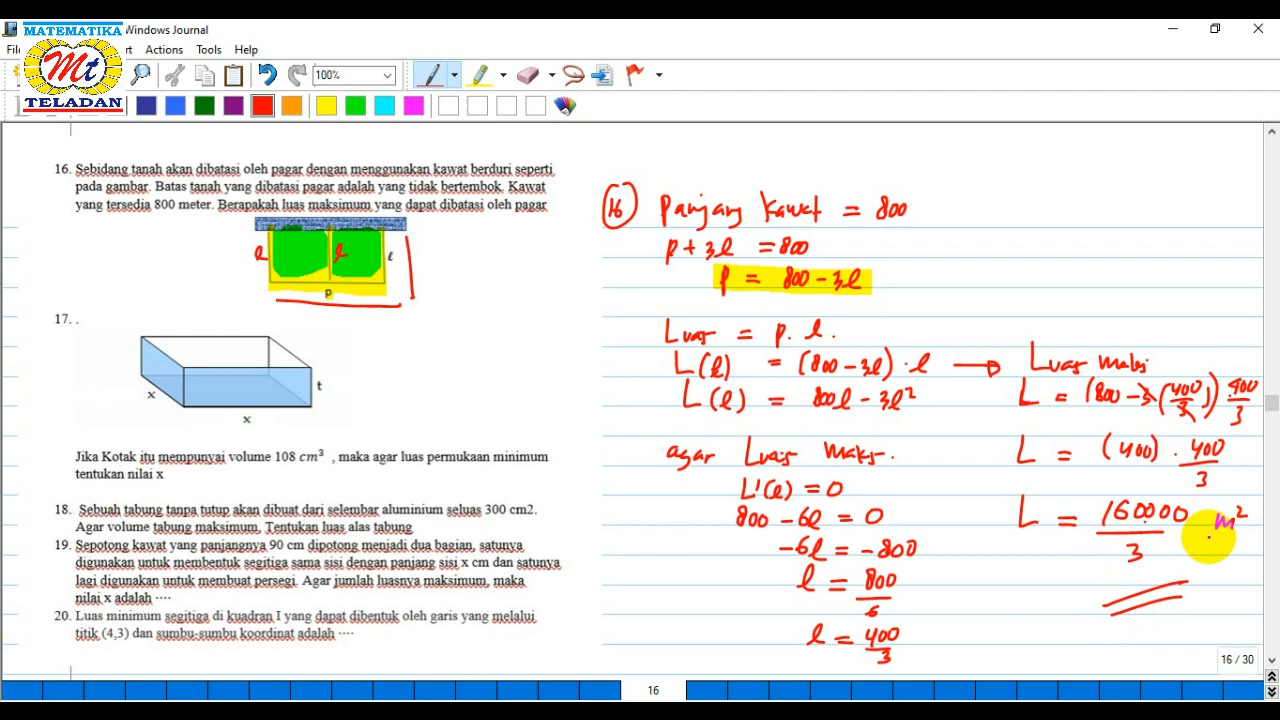 MATEMATIKA
Mt
TELADAN
Windows Journal
Actions Tools Help
100%
16. Sebidang tanah akan dibatasi oleh pagar dengan menggunakan kawat berduri seperti
pada gambar. Batas tanah yang dibatasi pagar adalah yang tidak bertembok. Kawat
yang tersedia 800 meter. Berapakah luas maksimum yang dapat dibatasi oleh pagar
l l ℓ
p
17. .
t
x
x
Jika Kotak itu mempunyai volume 108 cm³ , maka agar luas permukaan minimum
tentukan nilai x
18. Sebuah tabung tanpa tutup akan dibuat dari selembar aluminium seluas 300 cm2.
Agar volume tabung maksimum, Tentukan luas alas tabung
19. Sepotong kawat yang panjangnya 90 cm dipotong menjadi dua bagian, satunya
digunakan untuk membentuk segitiga sama sisi dengan panjang sisi x cm dan satunya
lagi digunakan untuk membuat persegi. Agar jumlah luasnya maksimum, maka
nilai x adalah ....
20. Luas minimum segitiga di kuadran I yang dapat dibentuk oleh garis yang melalui
titik (4,3) dan sumbu-sumbu koordinat adalah ....
16 Panjang kawat = 800
p + 3l = 800
p = 800 - 3l
Luas = p. l.
L(l) = (800 - 3l) . l →
L(l) = 800l - 3l²
agar Luas maks.
L'(l) = 0
800 - 6l = 0
-6l = -800
l = 800/6
l = 400/3
Luas maks
L = (800 - 3(400/3)) 400/3
L = (400) . 400/3
L = 160000/3 m²
16 / 30
16